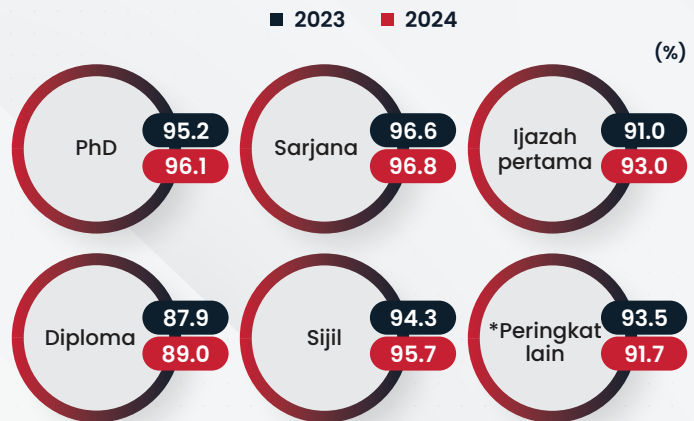 2023 2024
(%)
PhD
95.2
96.1
Sarjana
96.6
96.8
Ijazah
pertama
91.0
93.0
Diploma
87.9
89.0
Sijil
94.3
95.7
*Peringkat
lain
93.5
91.7